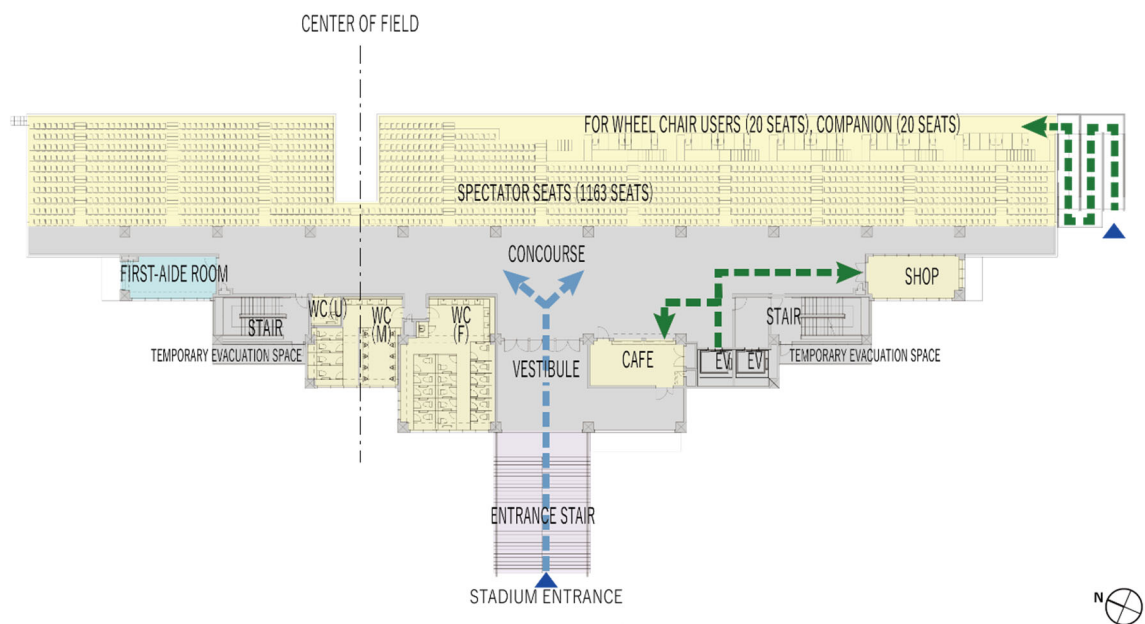 CENTER OF FIELD
FOR WHEEL CHAIR USERS (20 SEATS), COMPANION (20 SEATS)
SPECTATOR SEATS (1163 SEATS)
CONCOURSE
FIRST-AIDE ROOM
SHOP
WC (U)
WC
(M)
WC
(F)
STAIR
STAIR
TEMPORARY EVACUATION SPACE
VESTIBULE
CAFE
EV
EV
TEMPORARY EVACUATION SPACE
ENTRANCE STAIR
STADIUM ENTRANCE
N